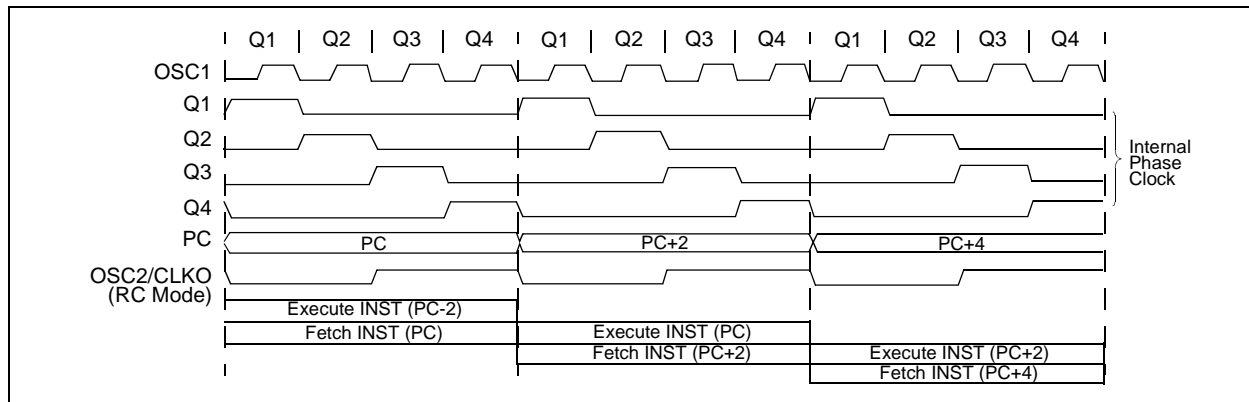 Q1 Q2 Q3 Q4 Q1 Q2 Q3 Q4 Q1 Q2 Q3 Q4
OSC1
Q1
Q2
Q3
Q4
Internal
Phase
Clock
PC PC PC+2 PC+4
OSC2/CLKO
(RC Mode)
Execute INST (PC-2)
Fetch INST (PC) Execute INST (PC)
Fetch INST (PC+2) Execute INST (PC+2)
Fetch INST (PC+4)